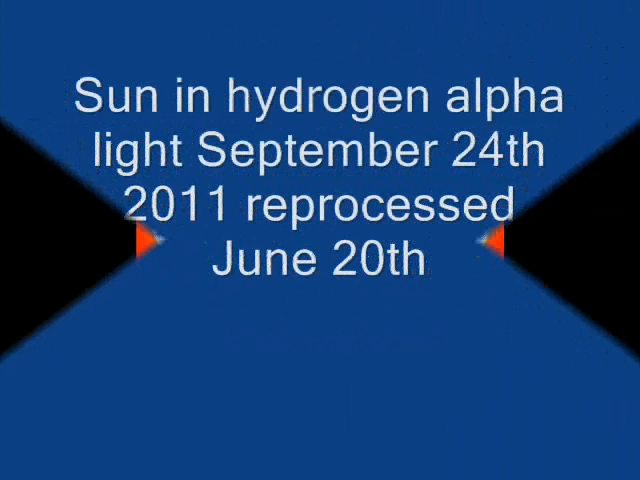 Sun in hydrogen alpha
light September 24th
2011 reprocessed
June 20th